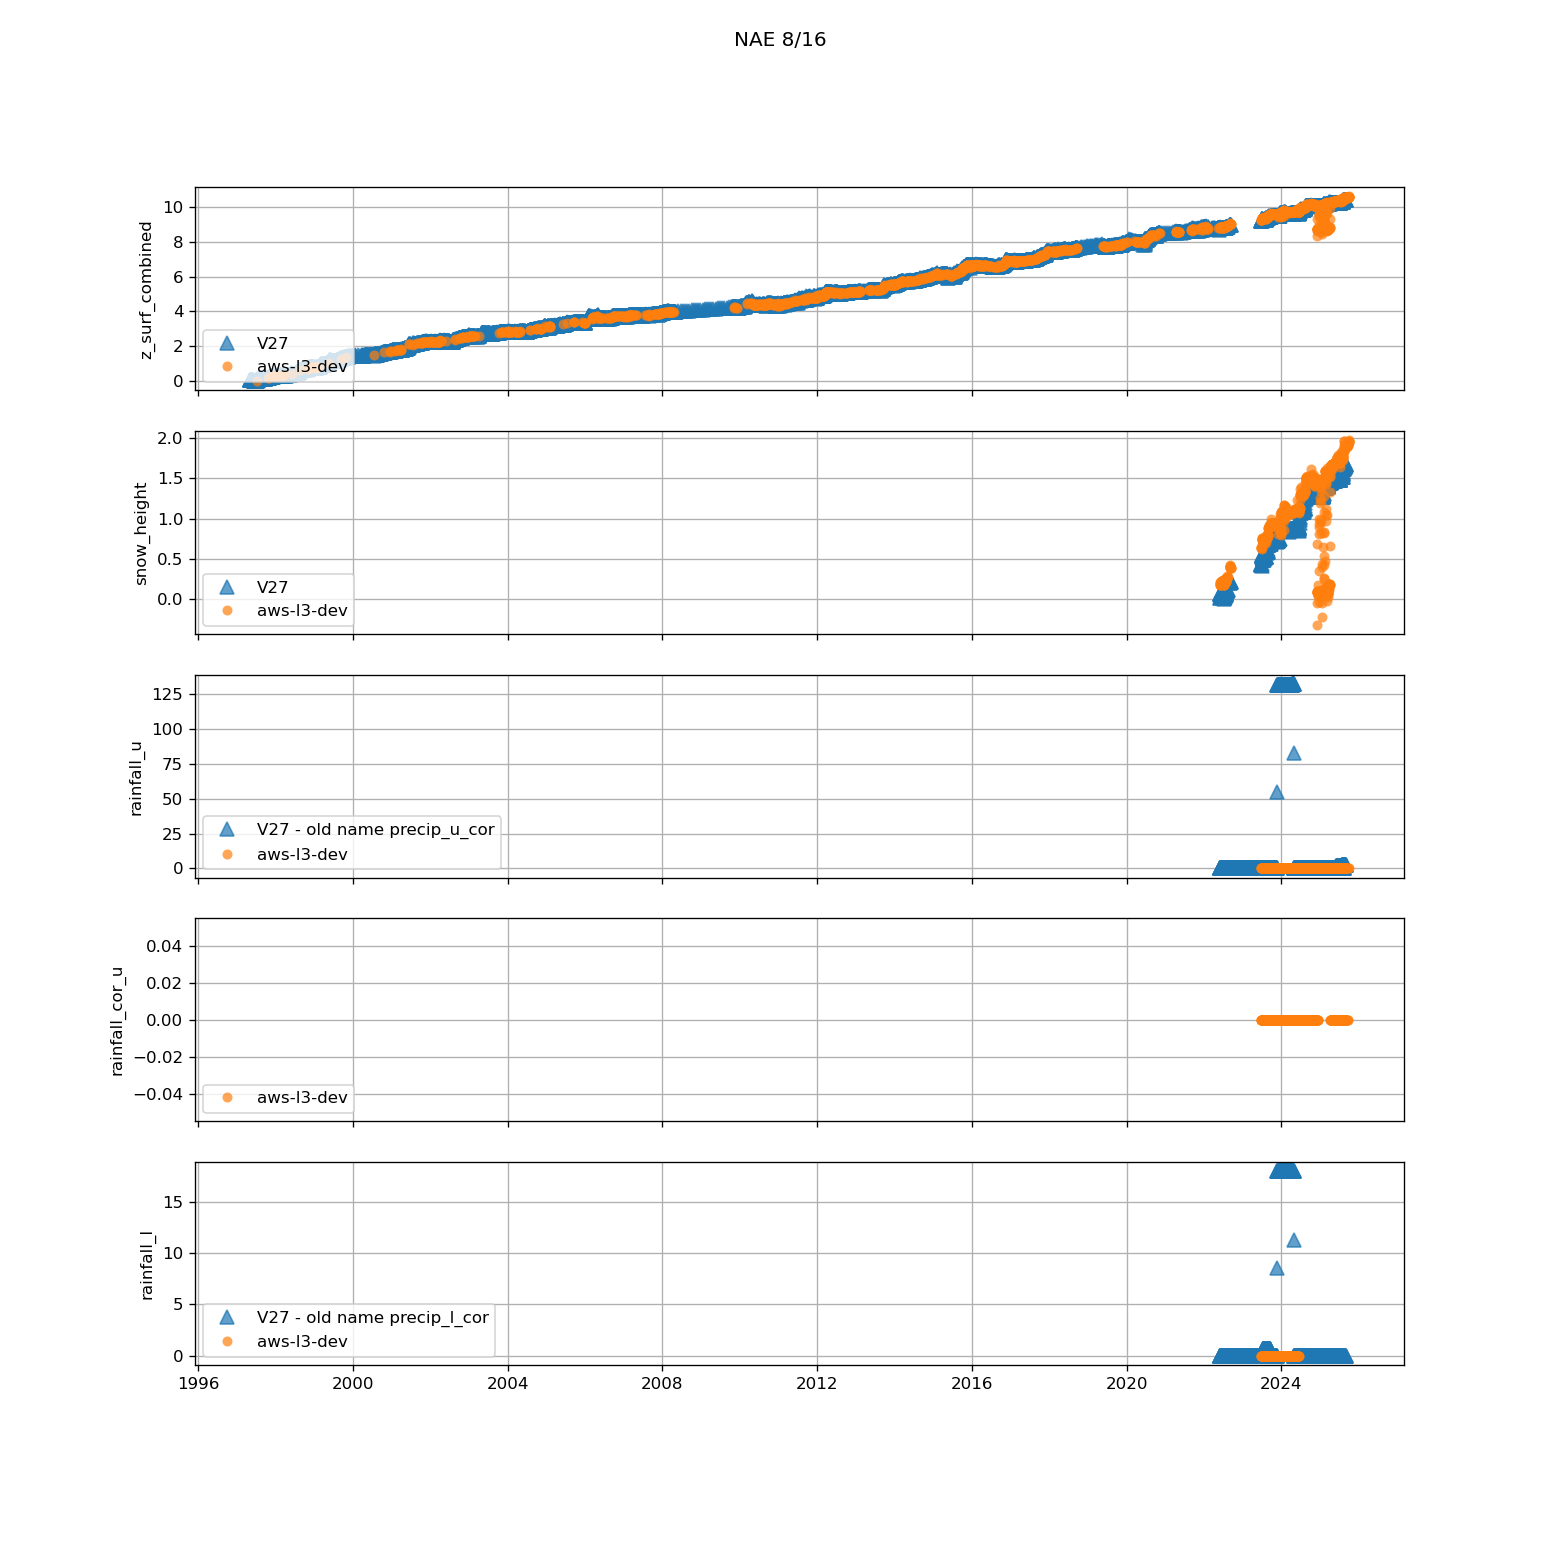 NAE 8/16
z_surf_combined
10
8
6
4
2
0
V27
aws-l3-dev
snow_height
2.0
1.5
1.0
0.5
0.0
V27
aws-l3-dev
rainfall_u
125
100
75
50
25
0
V27 - old name precip_u_cor
aws-l3-dev
rainfall_cor_u
0.04
0.02
0.00
−0.02
−0.04
aws-l3-dev
rainfall_l
15
10
5
0
V27 - old name precip_l_cor
aws-l3-dev
1996 2000 2004 2008 2012 2016 2020 2024